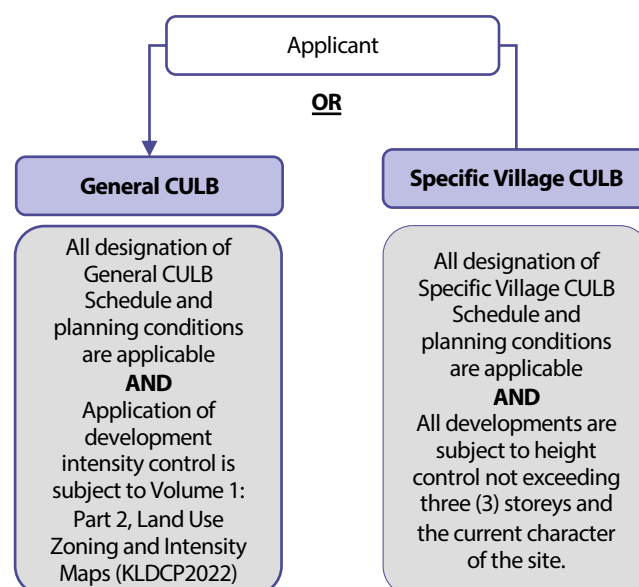 Applicant
OR
General CULB
All designation of
General CULB
Schedule and
planning conditions
are applicable
AND
Application of
development
intensity control is
subject to Volume 1:
Part 2, Land Use
Zoning and Intensity
Maps (KLDCP2022)
Specific Village CULB
All designation of
Specific Village CULB
Schedule and
planning conditions
are applicable
AND
All developments are
subject to height
control not exceeding
three (3) storeys and
the current character
of the site.